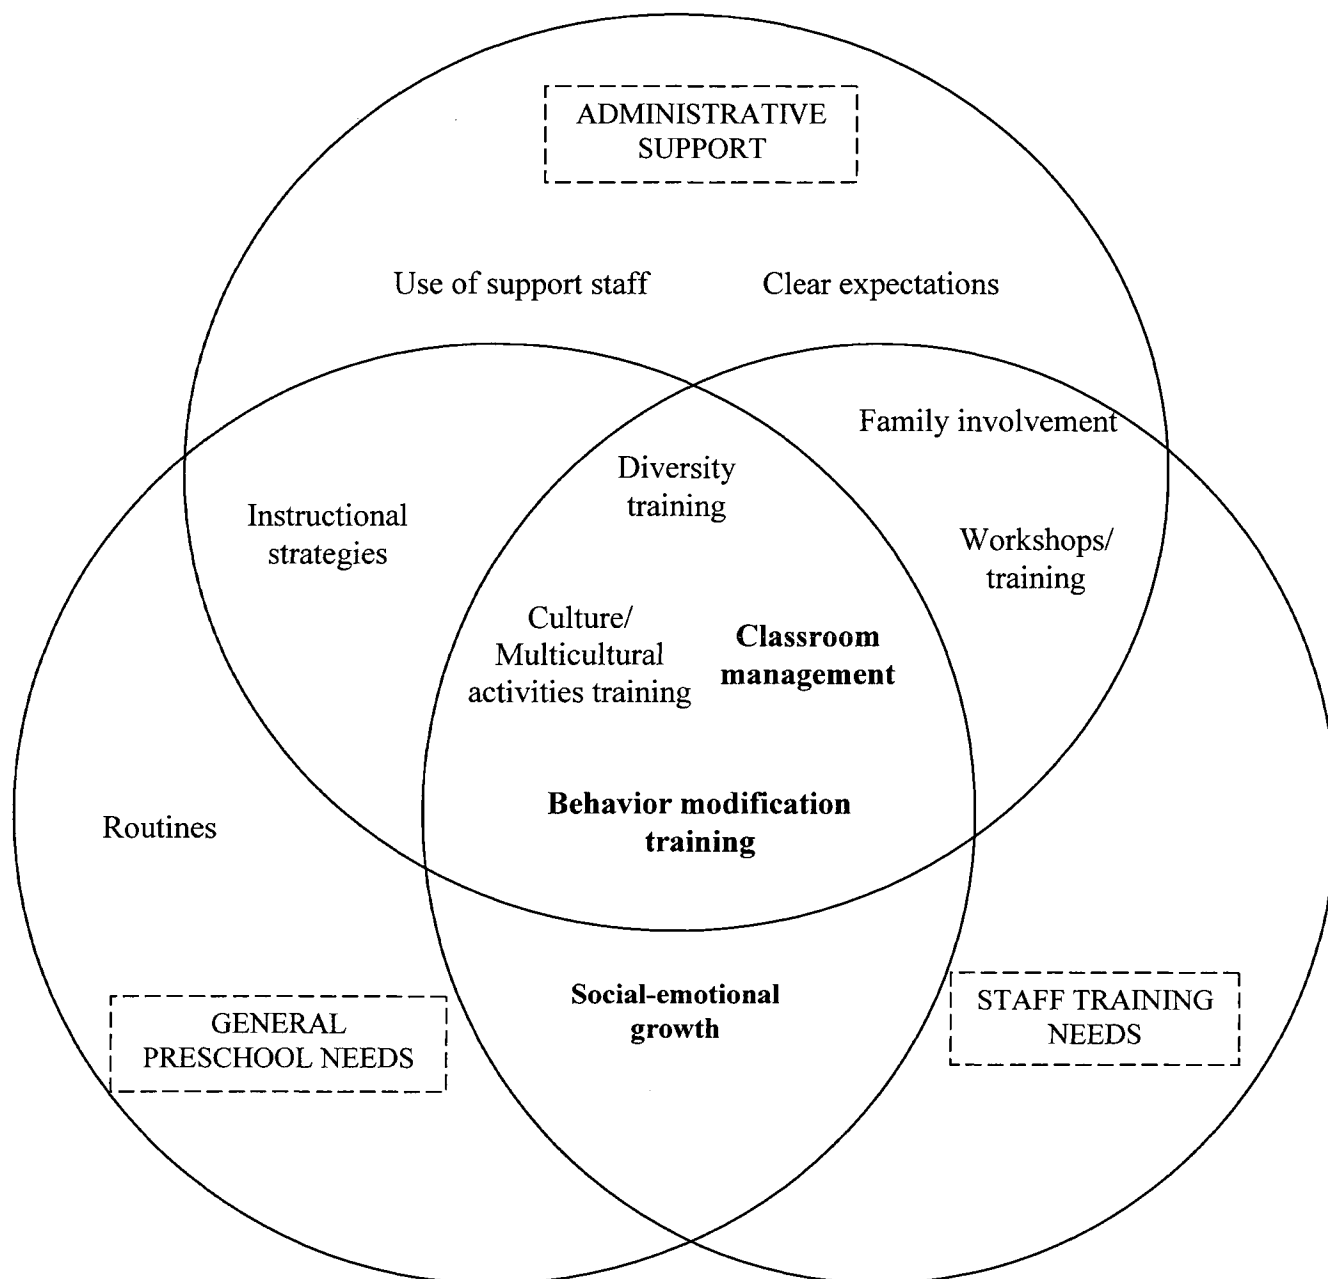 ADMINISTRATIVE
SUPPORT
Use of support staff
Clear expectations
Family involvement
Diversity
training
Instructional
strategies
Workshops/
training
Culture/
Multicultural
activities training
Classroom
management
Behavior modification
training
Routines
Social-emotional
growth
GENERAL
PRESCHOOL NEEDS
STAFF TRAINING
NEEDS